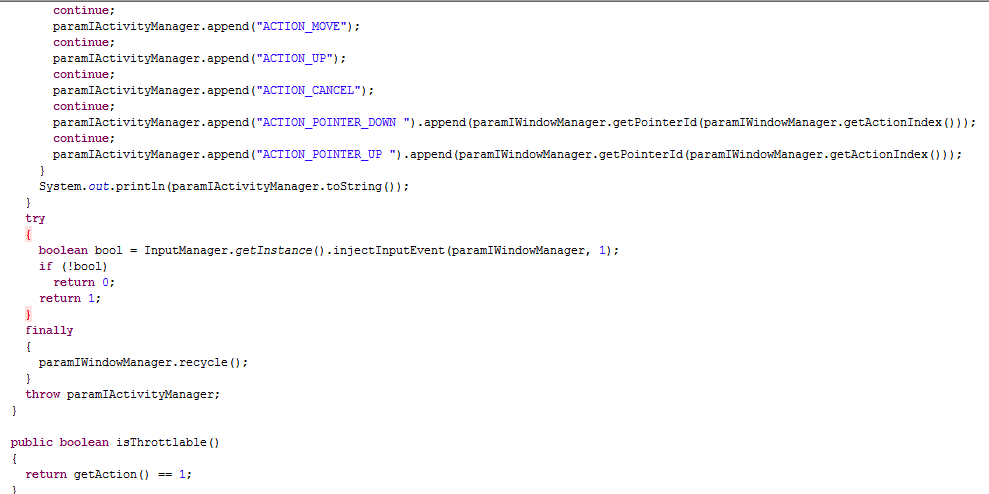 continue;
paramIActivityManager.append("ACTION_MOVE");
continue;
paramIActivityManager.append("ACTION_UP");
continue;
paramIActivityManager.append("ACTION_CANCEL");
continue;
paramIActivityManager.append("ACTION_POINTER_DOWN ").append(paramIWindowManager.getPointerId(paramIWindowManager.getActionIndex()));
continue;
paramIActivityManager.append("ACTION_POINTER_UP ").append(paramIWindowManager.getPointerId(paramIWindowManager.getActionIndex()));
}
System.out.println(paramIActivityManager.toString());
}
try
{
boolean bool = InputManager.getInstance().injectInputEvent(paramIWindowManager, 1);
if (!bool)
return 0;
return 1;
}
finally
{
paramIWindowManager.recycle();
}
throw paramIActivityManager;
}
public boolean isThrottlable()
{
return getAction() == 1;
}